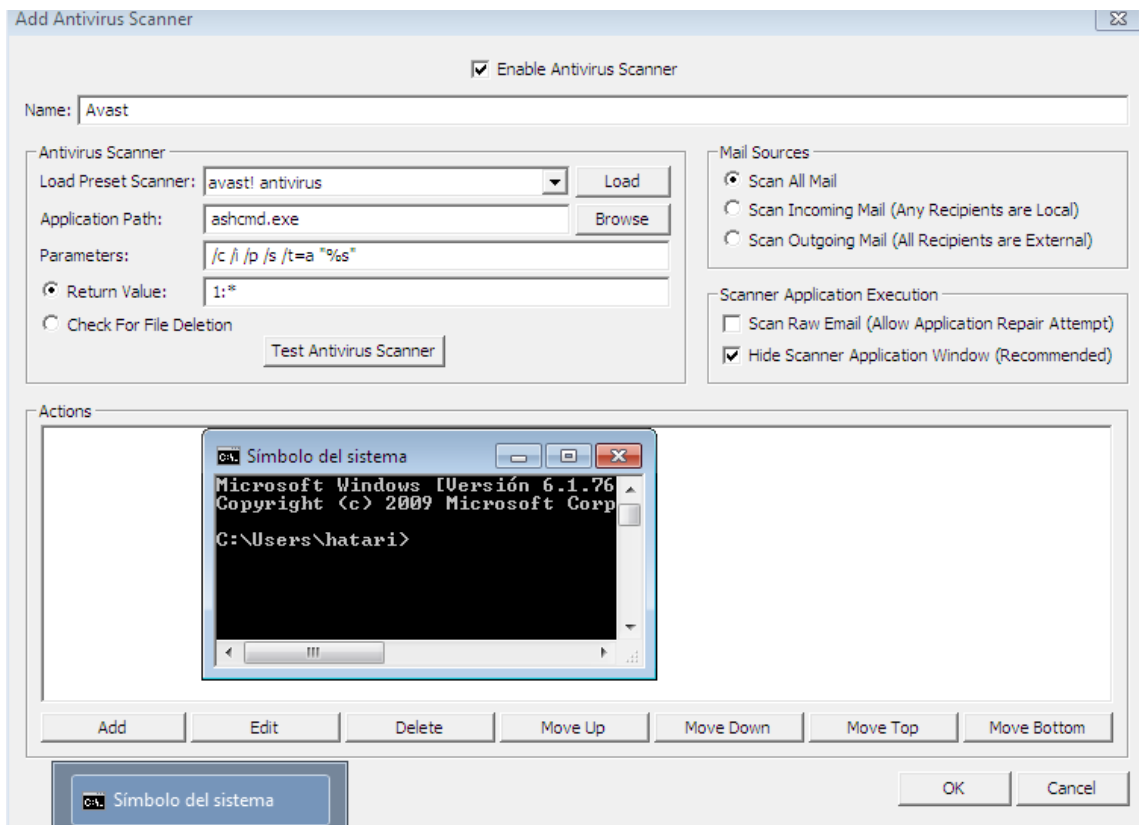 Add Antivirus Scanner
Enable Antivirus Scanner
Name: Avast
Antivirus Scanner
Load Preset Scanner: avast! antivirus Load
Application Path: ashcmd.exe Browse
Parameters: /c /i /p /s /t=a "%s"
Return Value: 1:*
Check For File Deletion
Test Antivirus Scanner
Mail Sources
Scan All Mail
Scan Incoming Mail (Any Recipients are Local)
Scan Outgoing Mail (All Recipients are External)
Scanner Application Execution
Scan Raw Email (Allow Application Repair Attempt)
Hide Scanner Application Window (Recommended)
Actions
C:\. Símbolo del sistema
Microsoft Windows [Versión 6.1.76
Copyright (c) 2009 Microsoft Corp
C:\Users\hatari>
Add Edit Delete Move Up Move Down Move Top Move Bottom
C:\. Símbolo del sistema
OK Cancel